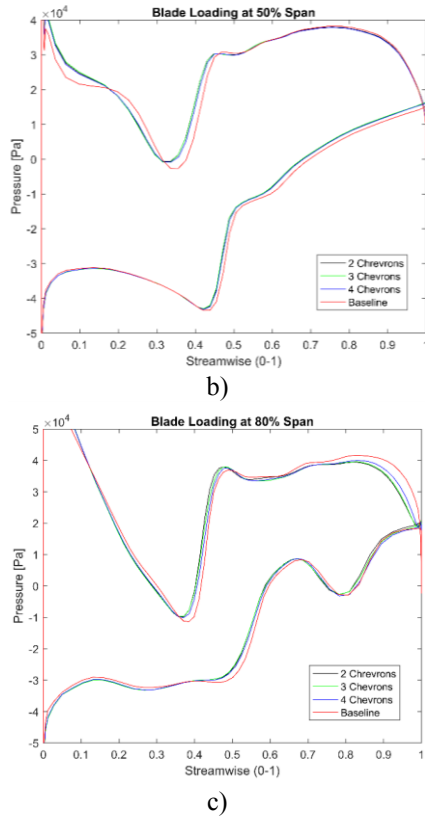 Blade Loading at 50% Span
×10⁴
4
3
2
1
0
-1
-2
-3
-4
-5
Pressure [Pa]
0 0.1 0.2 0.3 0.4 0.5 0.6 0.7 0.8 0.9 1
Streamwise (0-1)
2 Chrevrons
3 Chevrons
4 Chevrons
Baseline
b)
Blade Loading at 80% Span
×10⁴
5
4
3
2
1
0
-1
-2
-3
-4
-5
Pressure [Pa]
0 0.1 0.2 0.3 0.4 0.5 0.6 0.7 0.8 0.9 1
Streamwise (0-1)
2 Chrevrons
3 Chevrons
4 Chevrons
Baseline
c)